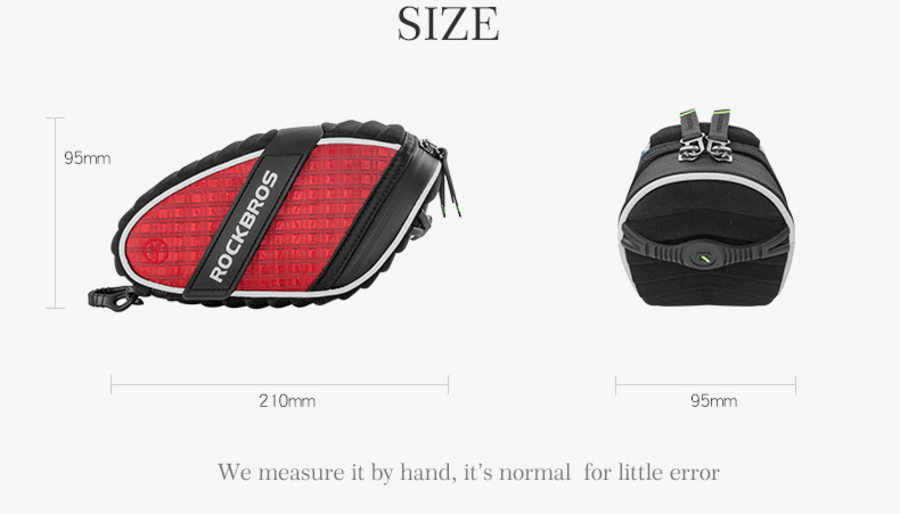 SIZE
95mm
ROCKBROS
210mm
95mm
We measure it by hand, it's normal  for little error